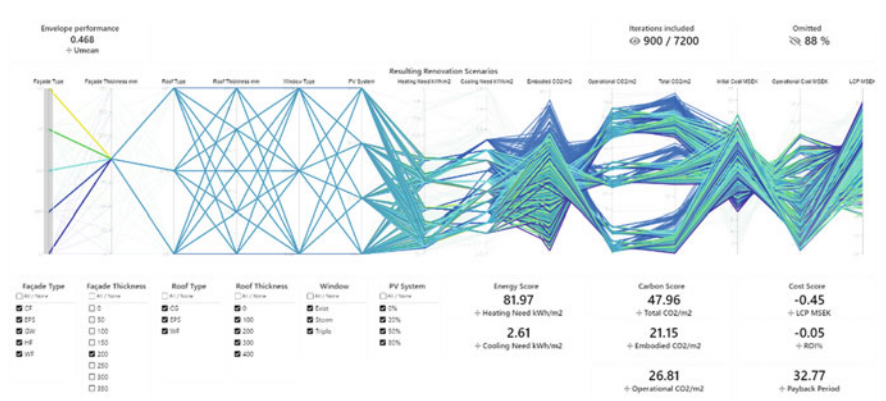 Envelope performance
0.468
÷ Umean
Iterations included
900 / 7200
Omitted
88 %
Resulting Renovation Scenarios
Façade Type Façade Thickness mm Roof Type Roof Thickness mm Window Type PV System Heating Need kWh/m2 Cooling Need kWh/m2 Embodied CO2/m2 Operational CO2/m2 Total CO2/m2 Initial Cost MSEK Operational Cost MSEK LCP MSEK
Façade Type
All / None
CF
EPS
GW
HF
WF
Façade Thickness
All / None
0
50
100
150
200
250
300
350
Roof Type
All / None
CG
EPS
WF
Roof Thickness
All / None
0
100
200
300
400
Window
All / None
Exist
Storm
Triple
PV System
All / None
0%
20%
50%
80%
Energy Score
81.97
÷ Heating Need kWh/m2
2.61
÷ Cooling Need kWh/m2
Carbon Score
47.96
÷ Total CO2/m2
21.15
÷ Embodied CO2/m2
26.81
÷ Operational CO2/m2
Cost Score
-0.45
÷ LCP MSEK
-0.05
÷ ROI%
32.77
÷ Payback Period